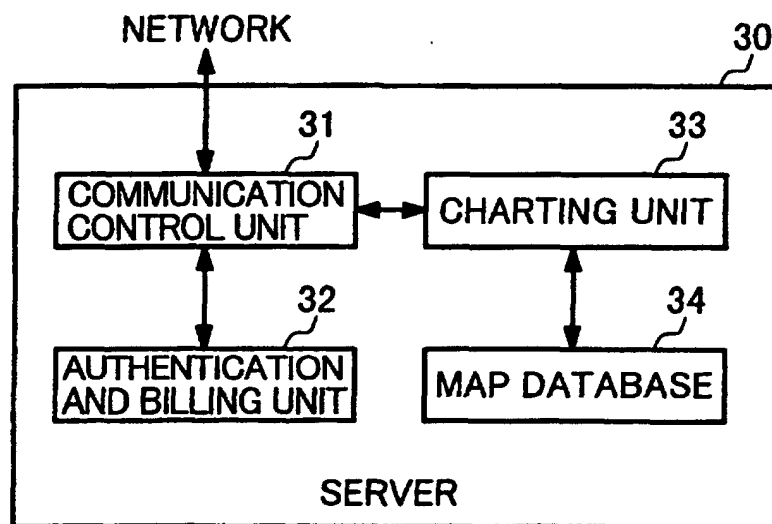 NETWORK
30
31
COMMUNICATION
CONTROL UNIT
33
CHARTING UNIT
32
AUTHENTICATION
AND BILLING UNIT
34
MAP DATABASE
SERVER